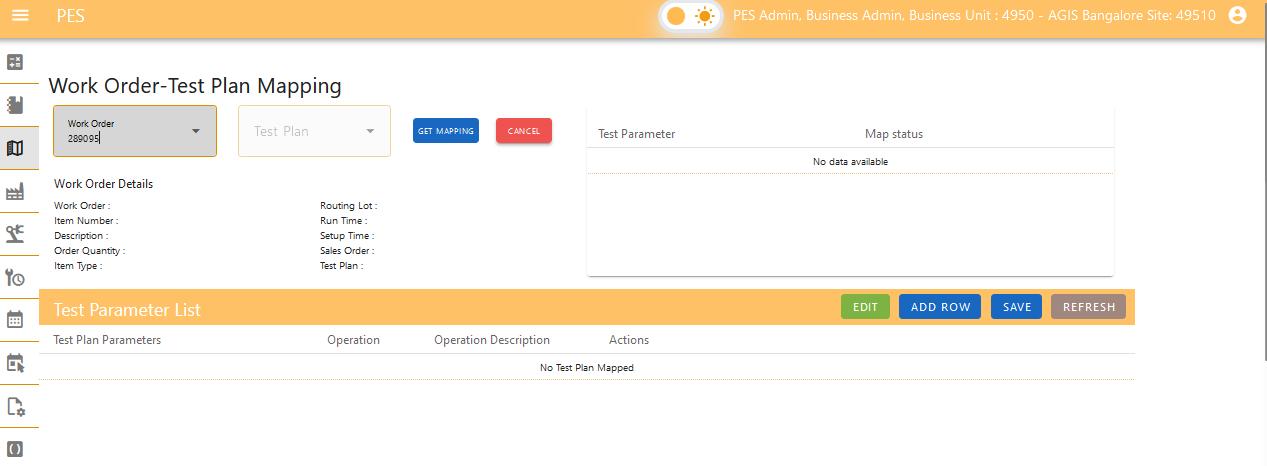 PES
PES Admin, Business Admin, Business Unit : 4950 - AGIS Bangalore Site: 49510
Work Order-Test Plan Mapping
Work Order
289095
Test Plan
GET MAPPING
CANCEL
Test Parameter Map status
No data available
Work Order Details
Work Order :
Item Number :
Description :
Order Quantity :
Item Type :
Routing Lot :
Run Time :
Setup Time :
Sales Order :
Test Plan :
Test Parameter List
EDIT
ADD ROW
SAVE
REFRESH
Test Plan Parameters Operation Operation Description Actions
No Test Plan Mapped